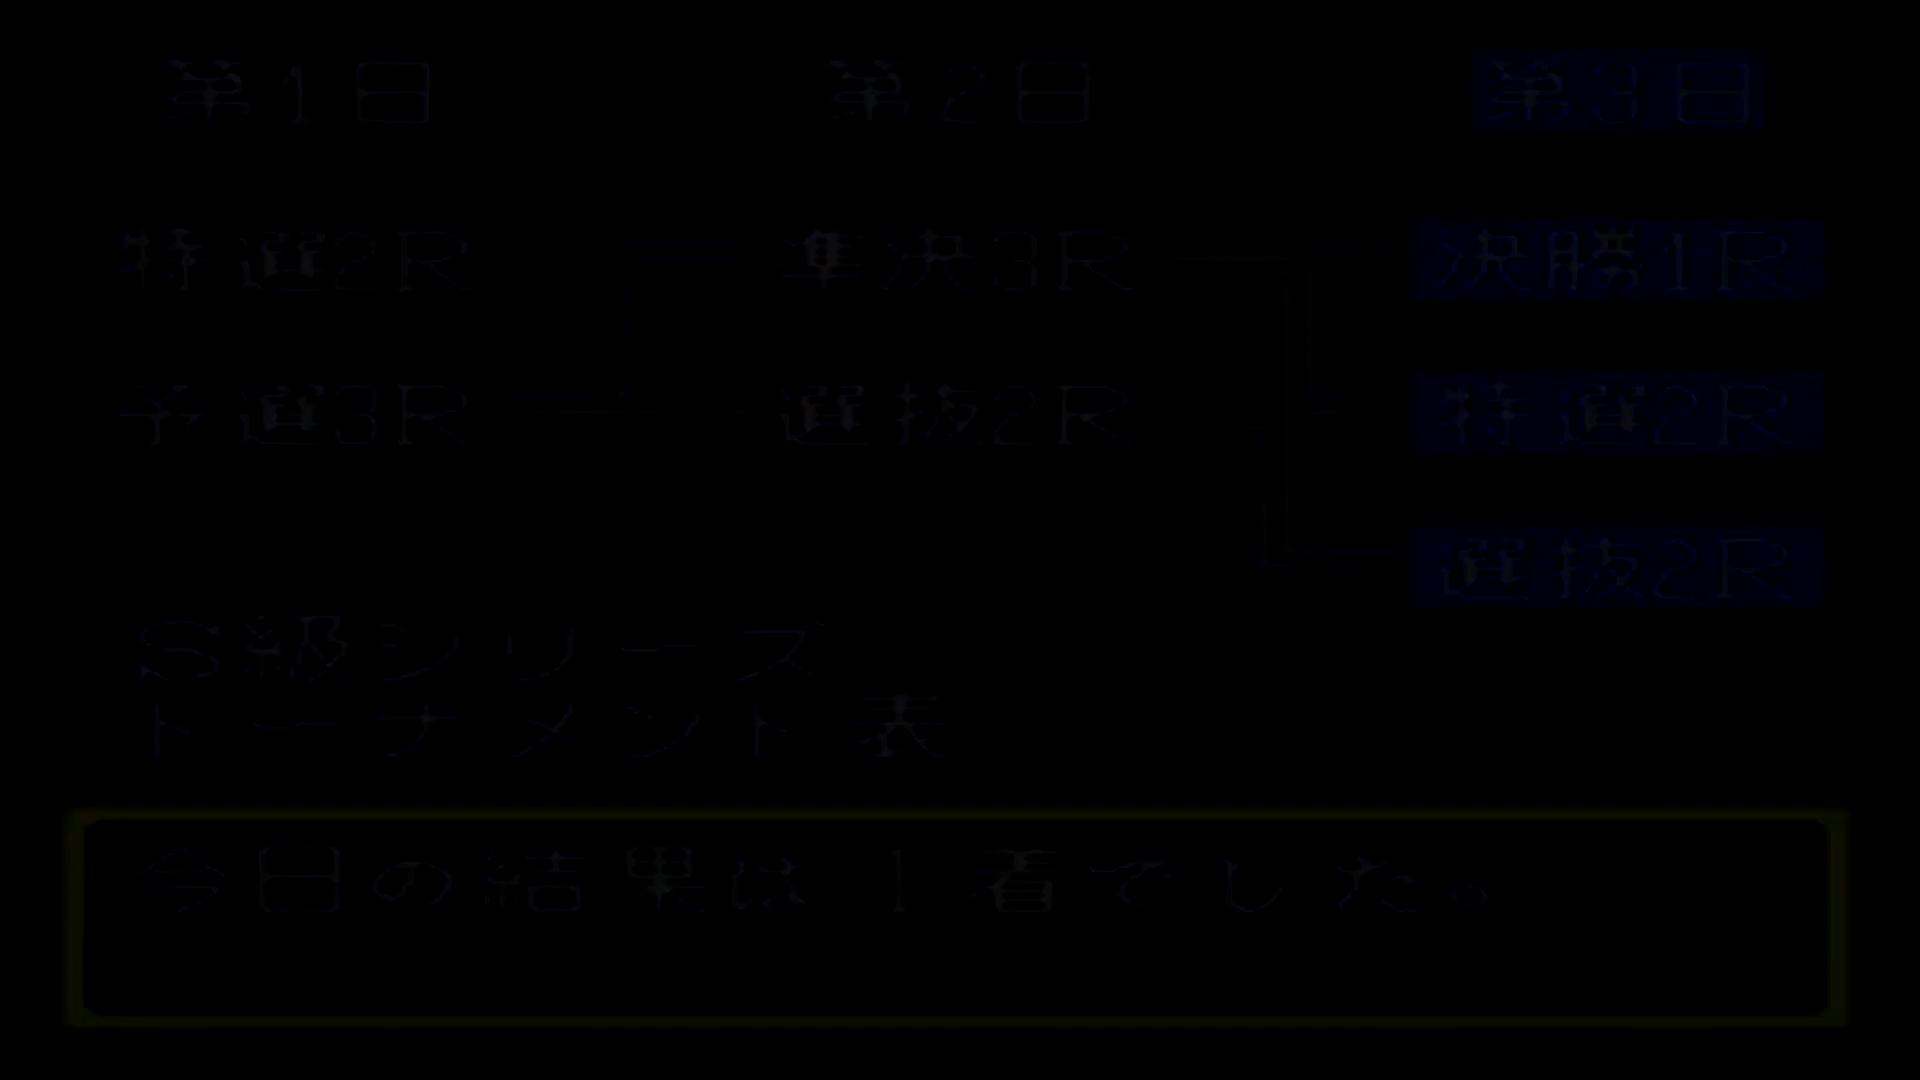 第1日 第2日 第3日
特選2R 準決3R 決勝1R
予選3R 選抜2R 特選2R
選抜2R
S級シリーズ
トーナメント表
今日の結果は 1着でした。